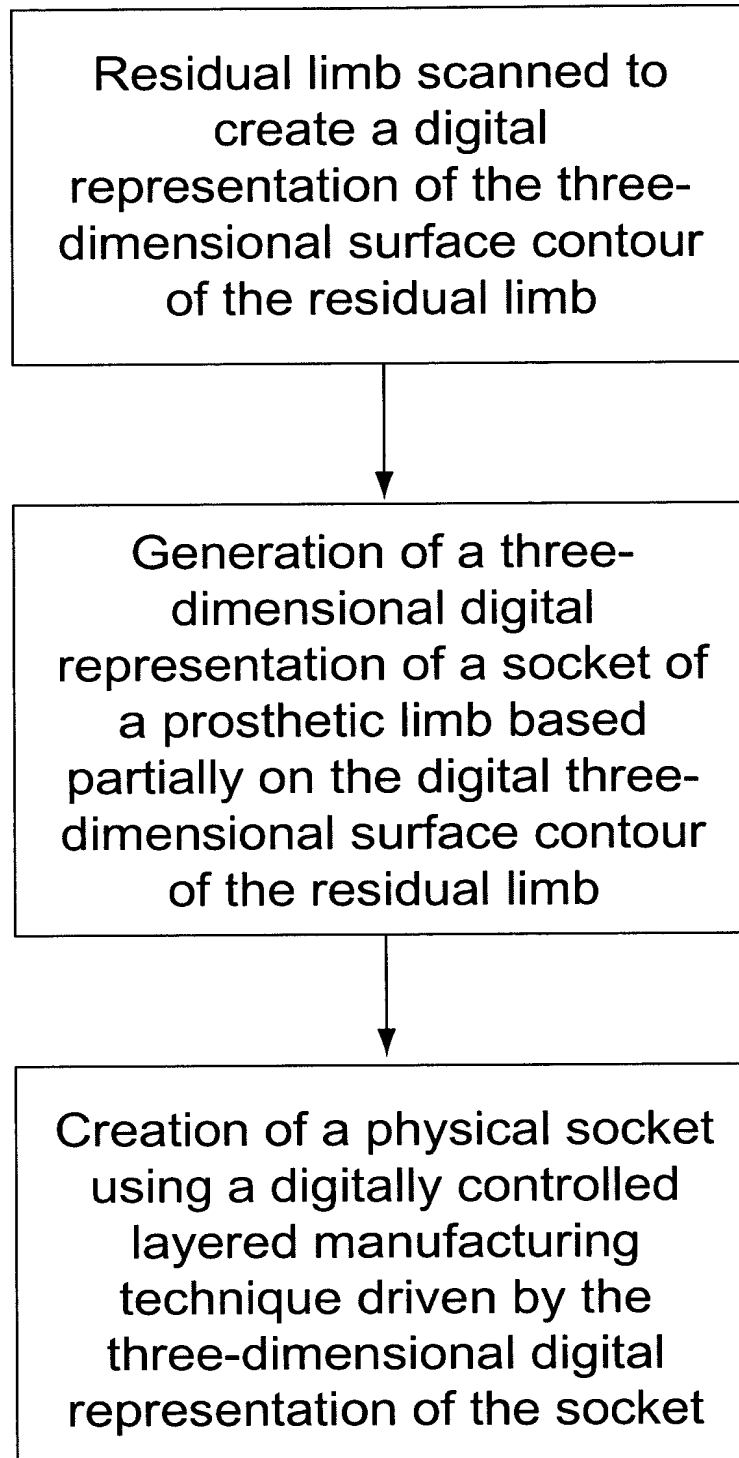 Residual limb scanned to
create a digital
representation of the three-
dimensional surface contour
of the residual limb
Generation of a three-
dimensional digital
representation of a socket of
a prosthetic limb based
partially on the digital three-
dimensional surface contour
of the residual limb
Creation of a physical socket
using a digitally controlled
layered manufacturing
technique driven by the
three-dimensional digital
representation of the socket